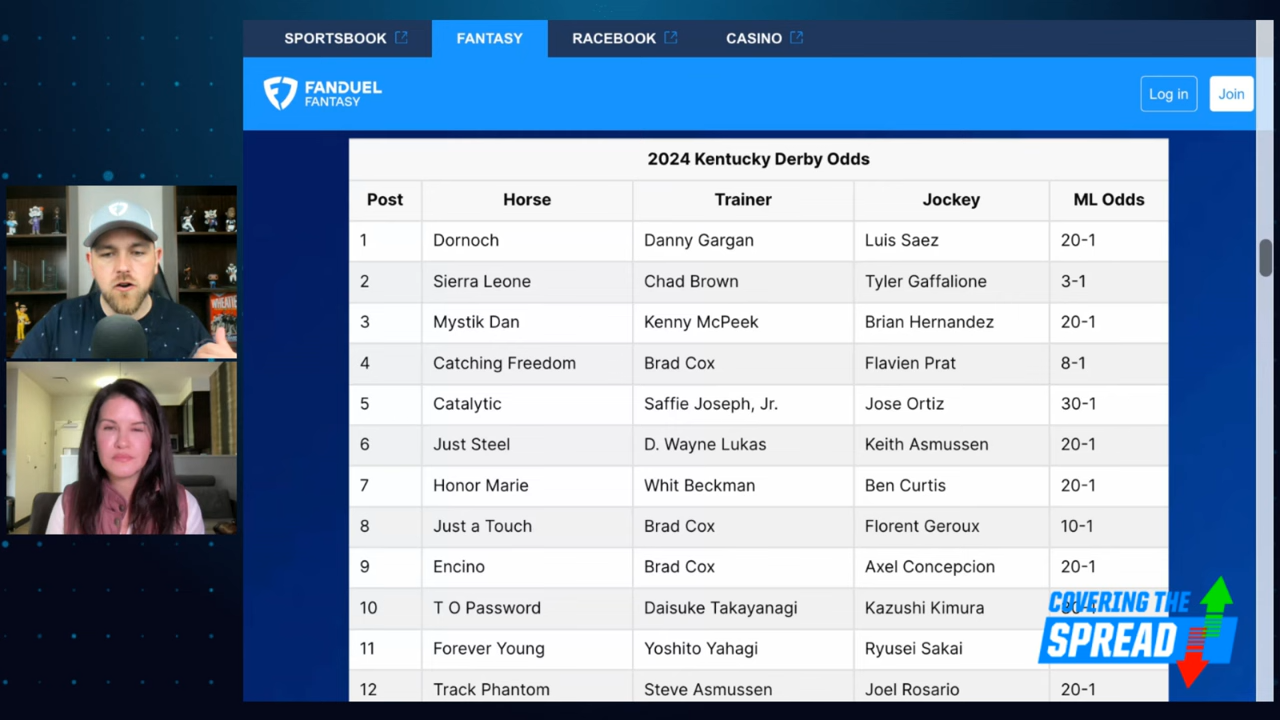 SPORTSBOOK FANTASY RACEBOOK CASINO
FANDUEL
FANTASY
Log in Join
2024 Kentucky Derby Odds
Post Horse Trainer Jockey ML Odds
1 Dornoch Danny Gargan Luis Saez 20-1
2 Sierra Leone Chad Brown Tyler Gaffalione 3-1
3 Mystik Dan Kenny McPeek Brian Hernandez 20-1
4 Catching Freedom Brad Cox Flavien Prat 8-1
5 Catalytic Saffie Joseph, Jr. Jose Ortiz 30-1
6 Just Steel D. Wayne Lukas Keith Asmussen 20-1
7 Honor Marie Whit Beckman Ben Curtis 20-1
8 Just a Touch Brad Cox Florent Geroux 10-1
9 Encino Brad Cox Axel Concepcion 20-1
10 T O Password Daisuke Takayanagi Kazushi Kimura
11 Forever Young Yoshito Yahagi Ryusei Sakai
12 Track Phantom Steve Asmussen Joel Rosario 20-1
COVERING THE
SPREAD
WHEATIES